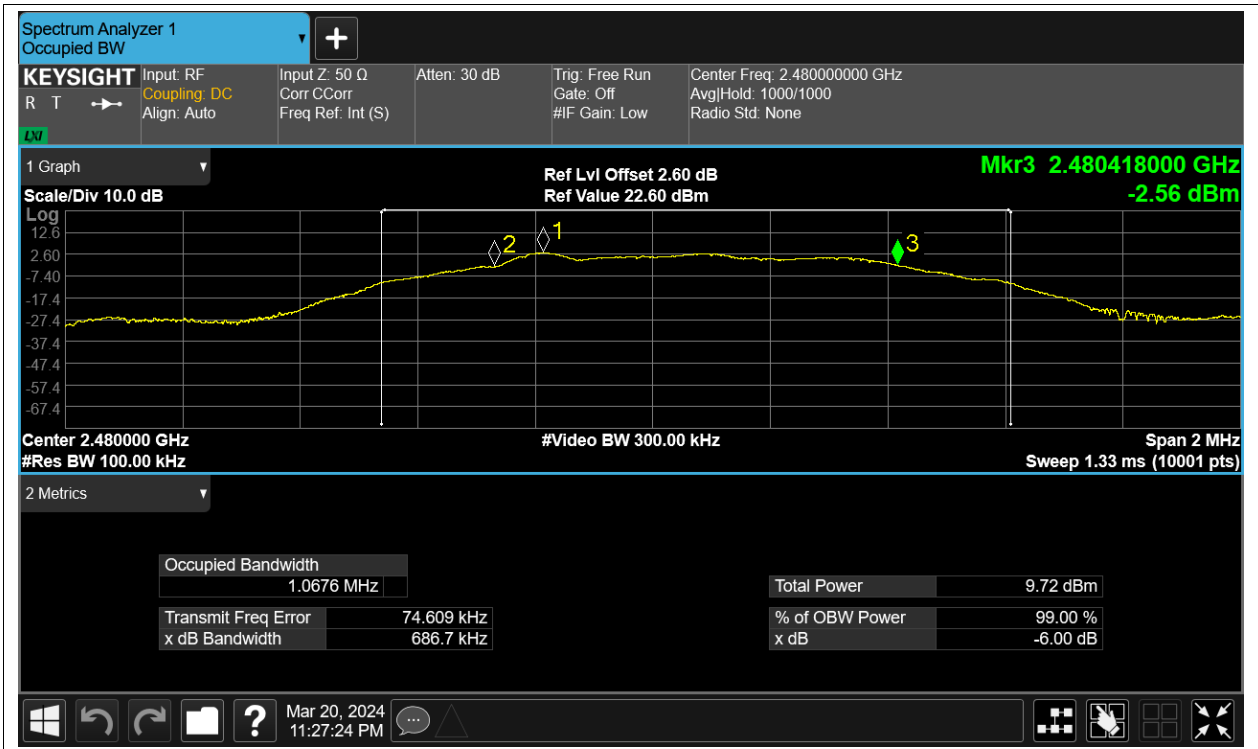 Spectrum Analyzer 1
Occupied BW
KEYSIGHT
R T
LXI
Input: RF
Coupling: DC
Align: Auto
Input Z: 50 Ω
Corr CCorr
Freq Ref: Int (S)
Atten: 30 dB
Trig: Free Run
Gate: Off
#IF Gain: Low
Center Freq: 2.480000000 GHz
Avg|Hold: 1000/1000
Radio Std: None
1 Graph
Scale/Div 10.0 dB
Ref Lvl Offset 2.60 dB
Ref Value 22.60 dBm
Mkr3 2.480418000 GHz
-2.56 dBm
Log
12.6
2.60
-7.40
-17.4
-27.4
-37.4
-47.4
-57.4
-67.4
2
1
3
Center 2.480000 GHz
#Video BW 300.00 kHz
Span 2 MHz
#Res BW 100.00 kHz
Sweep 1.33 ms (10001 pts)
2 Metrics
Occupied Bandwidth
1.0676 MHz
Transmit Freq Error 74.609 kHz
x dB Bandwidth 686.7 kHz
Total Power 9.72 dBm
% of OBW Power 99.00 %
x dB -6.00 dB
?
Mar 20, 2024
11:27:24 PM